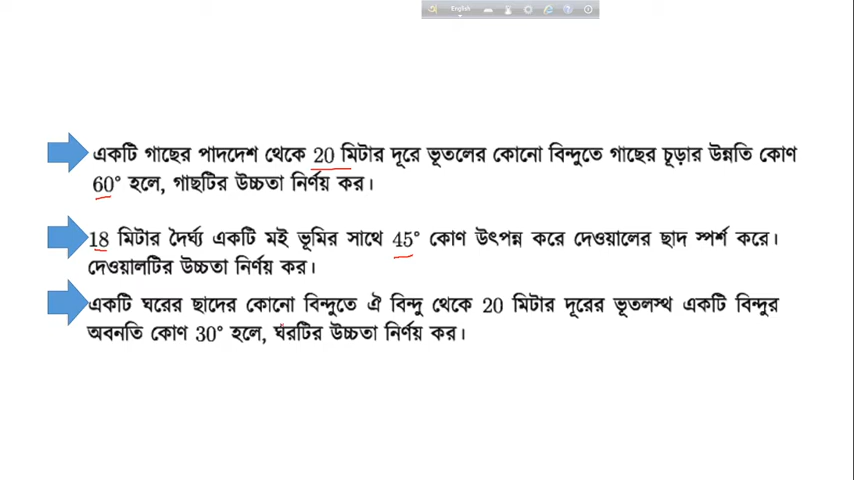 English
একটি গাছের পাদদেশ থেকে 20 মিটার দূরে ভূতলের কোনো বিন্দুতে গাছের চূড়ার উন্নতি কোণ
60° হলে, গাছটির উচ্চতা নির্ণয় কর।
18 মিটার দৈর্ঘ্য একটি মই ভূমির সাথে 45° কোণ উৎপন্ন করে দেওয়ালের ছাদ স্পর্শ করে।
দেওয়ালটির উচ্চতা নির্ণয় কর।
একটি ঘরের ছাদের কোনো বিন্দুতে ঐ বিন্দু থেকে 20 মিটার দূরের ভূতলস্থ একটি বিন্দুর
অবনতি কোণ 30° হলে, ঘরটির উচ্চতা নির্ণয় কর।